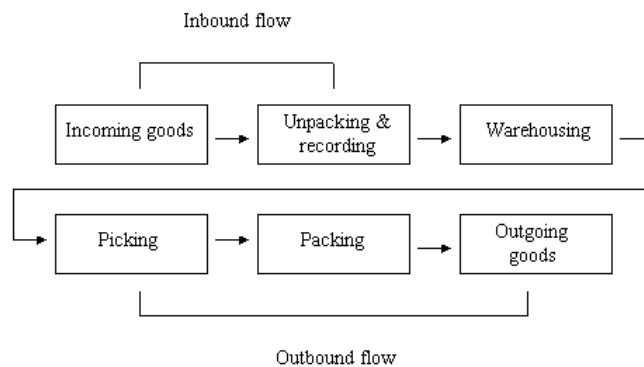 Inbound flow
Incoming goods
Unpacking &
recording
Warehousing
Picking
Packing
Outgoing
goods
Outbound flow